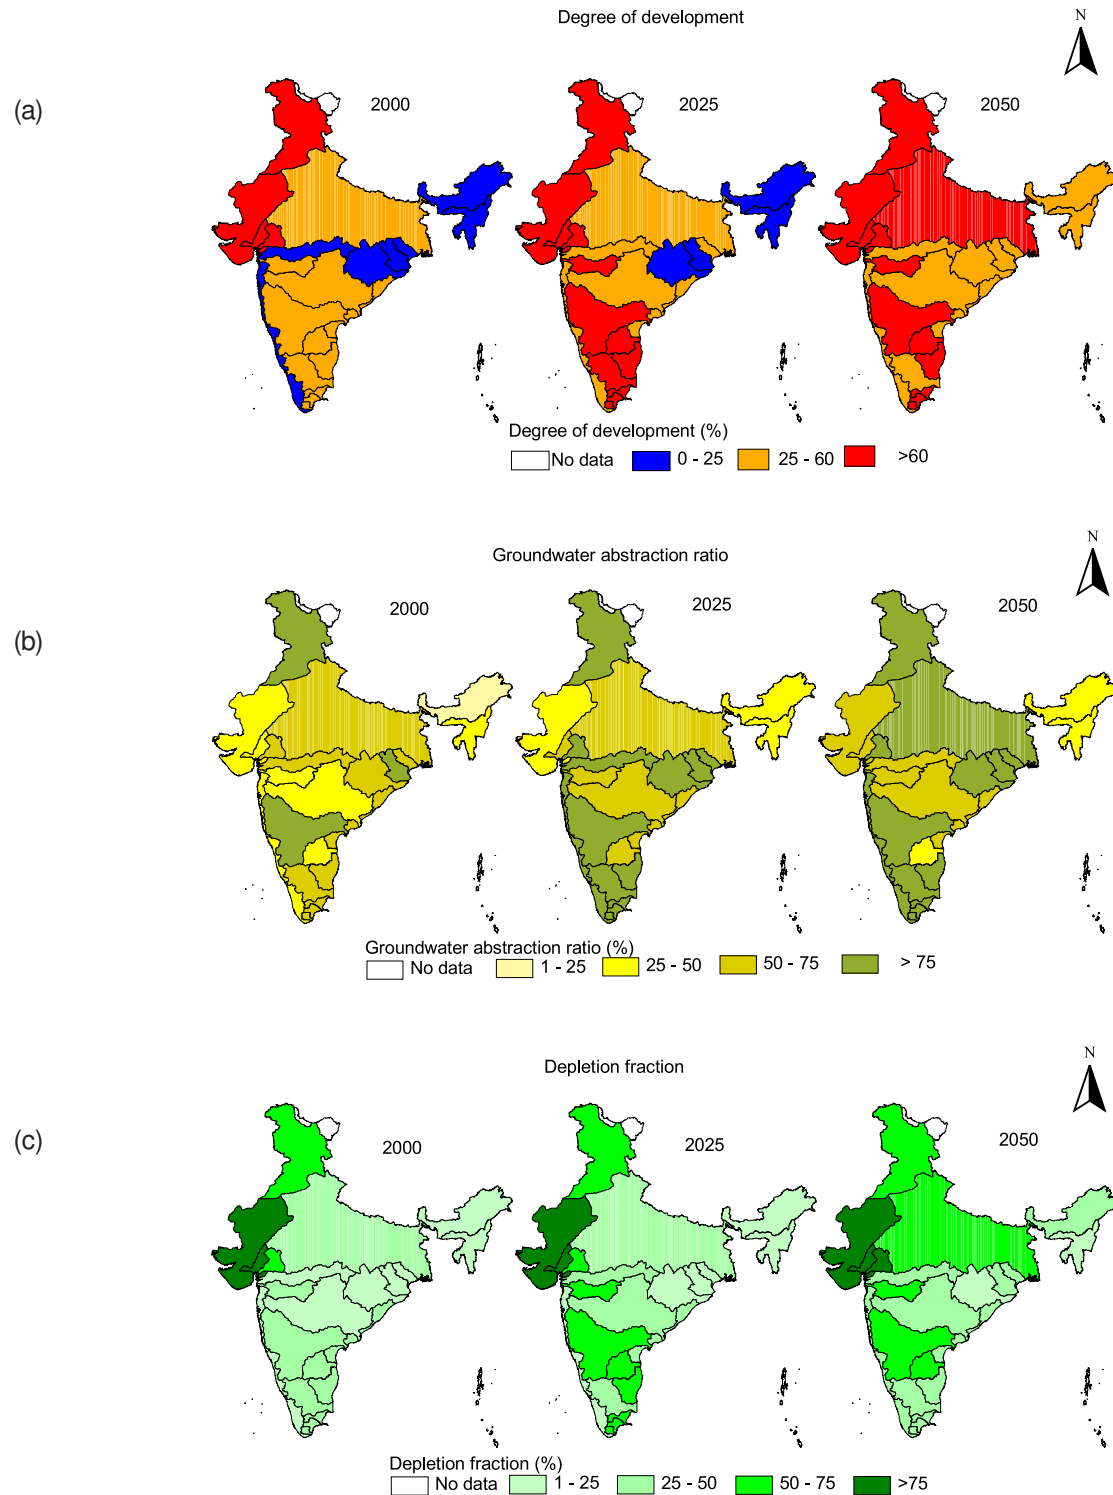 Degree of development
N
(a)
2000
2025
2050
Degree of development (%)
No data
0 - 25
25 - 60
>60
Groundwater abstraction ratio
N
(b)
2000
2025
2050
Groundwater abstraction ratio (%)
No data
1 - 25
25 - 50
50 - 75
> 75
Depletion fraction
N
(c)
2000
2025
2050
Depletion fraction (%)
No data
1 - 25
25 - 50
50 - 75
>75